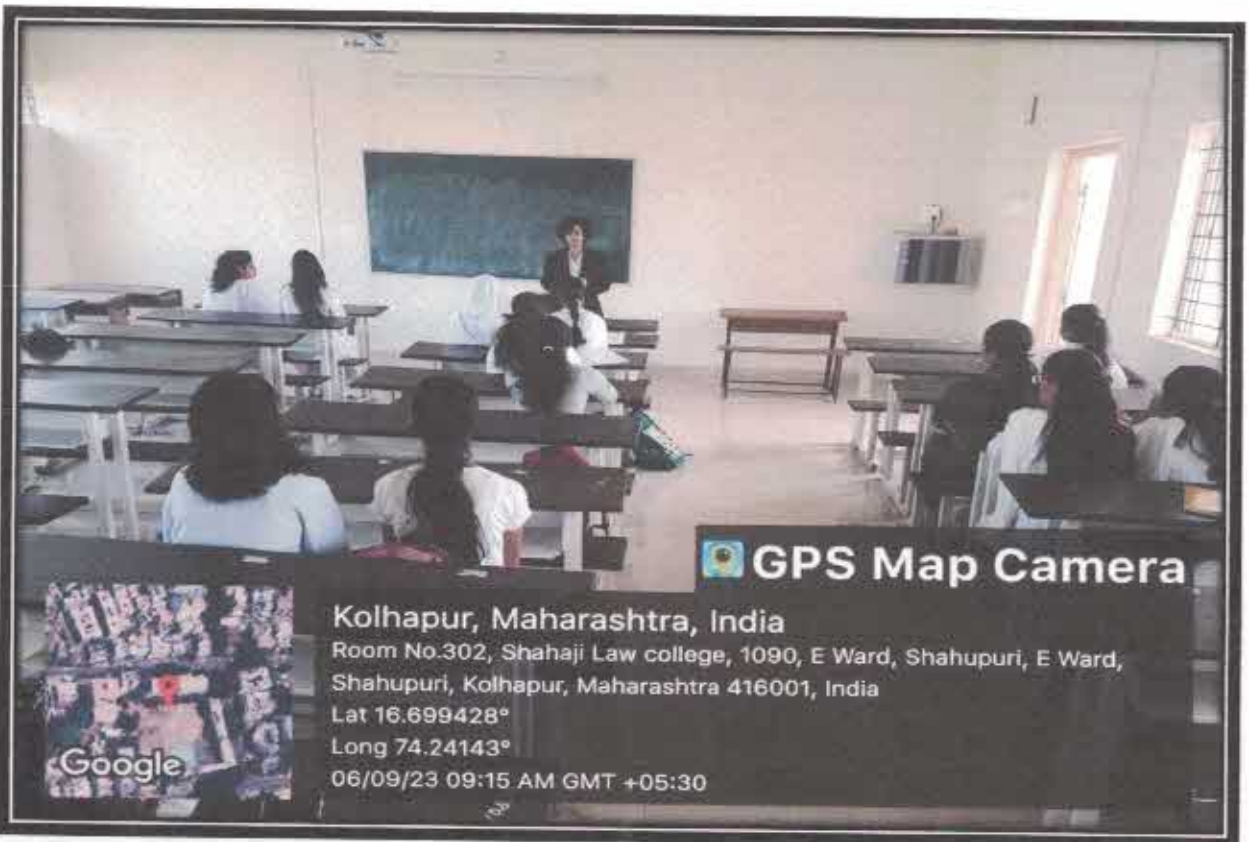 GPS Map Camera
Kolhapur, Maharashtra, India
Room No.302, Shahaji Law college, 1090, E Ward, Shahupuri, E Ward,
Shahupuri, Kolhapur, Maharashtra 416001, India
Lat 16.699428°
Long 74.24143°
06/09/23 09:15 AM GMT +05:30
Google